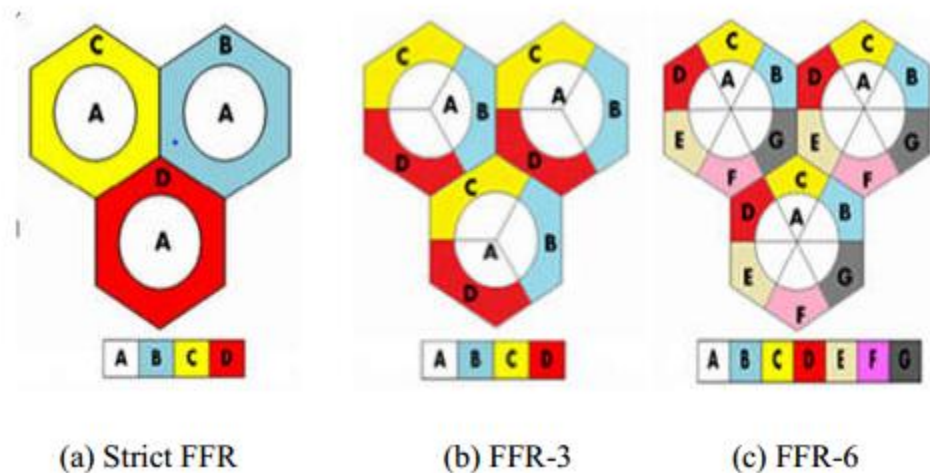 C B
A A
D
A
A B C D
(a) Strict FFR
C C
A B A B
D D
C
A B
D
A B C D
(b) FFR-3
C C
D A B D A B
E G E G
F F
C
D A B
E G
F
A B C D E F G
(c) FFR-6